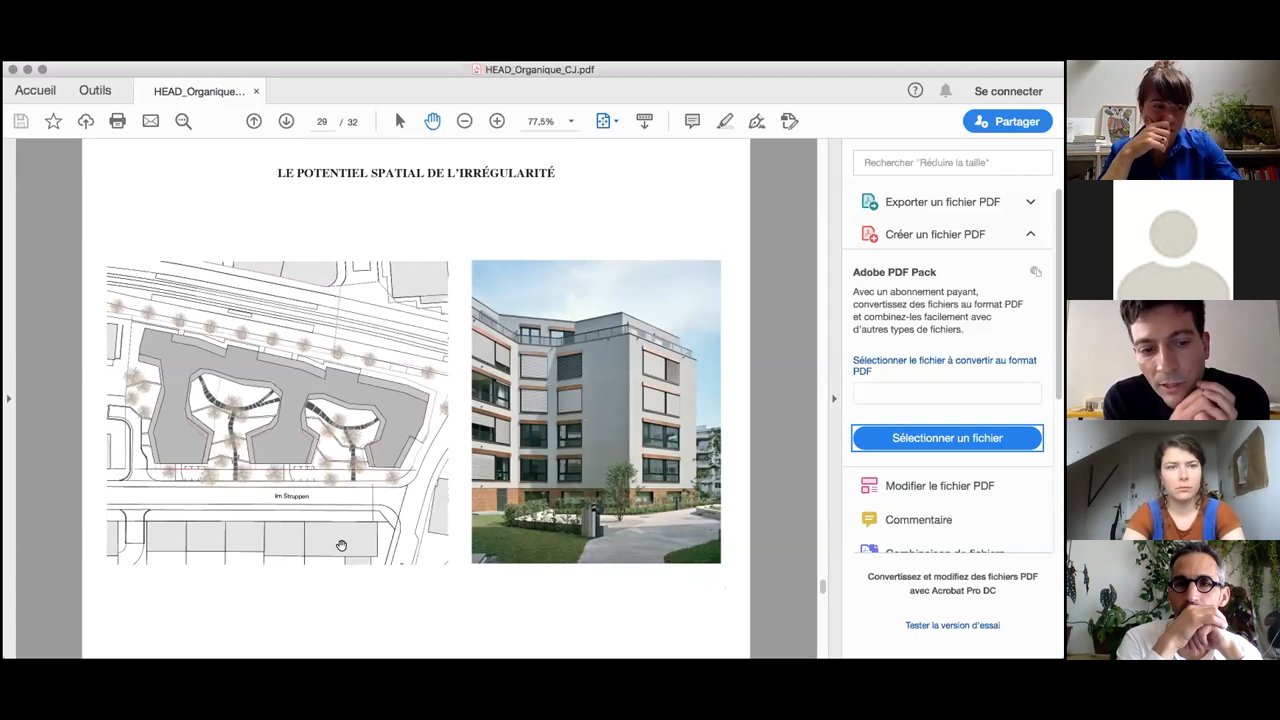 HEAD_Organique_CJ.pdf
Accueil
Outils
HEAD_Organique... ×
Se connecter
29 / 32
77,5%
Partager
LE POTENTIEL SPATIAL DE L'IRRÉGULARITÉ
Im Struppen
Rechercher "Réduire la taille"
Exporter un fichier PDF
Créer un fichier PDF
Adobe PDF Pack
Avec un abonnement payant,
convertissez des fichiers au format PDF
et combinez-les facilement avec
d'autres types de fichiers.
Sélectionner le fichier à convertir au format
PDF
Sélectionner un fichier
Modifier le fichier PDF
Commentaire
Combinaison de fichiers
Convertissez et modifiez des fichiers PDF
avec Acrobat Pro DC
Tester la version d'essai